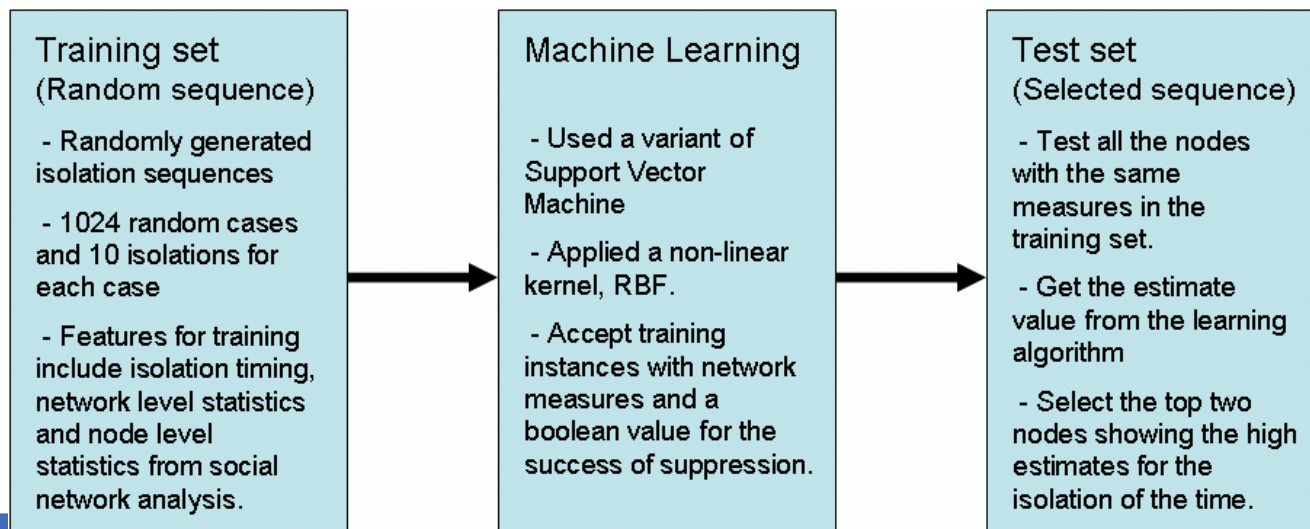 Training set
(Random sequence)
- Randomly generated
isolation sequences
- 1024 random cases
and 10 isolations for
each case
- Features for training
include isolation timing,
network level statistics
and node level
statistics from social
network analysis.
Machine Learning
- Used a variant of
Support Vector
Machine
- Applied a non-linear
kernel, RBF.
- Accept training
instances with network
measures and a
boolean value for the
success of suppression.
Test set
(Selected sequence)
- Test all the nodes
with the same
measures in the
training set.
- Get the estimate
value from the learning
algorithm
- Select the top two
nodes showing the high
estimates for the
isolation of the time.